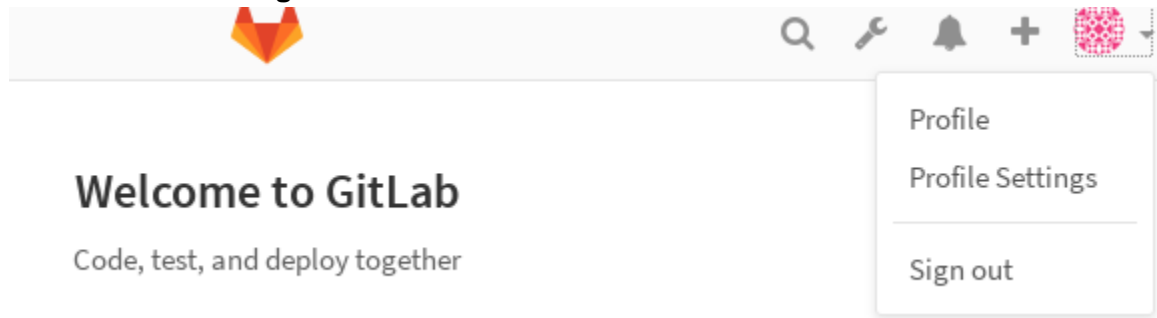 Profile
Welcome to GitLab
Profile Settings
Code, test, and deploy together
Sign out